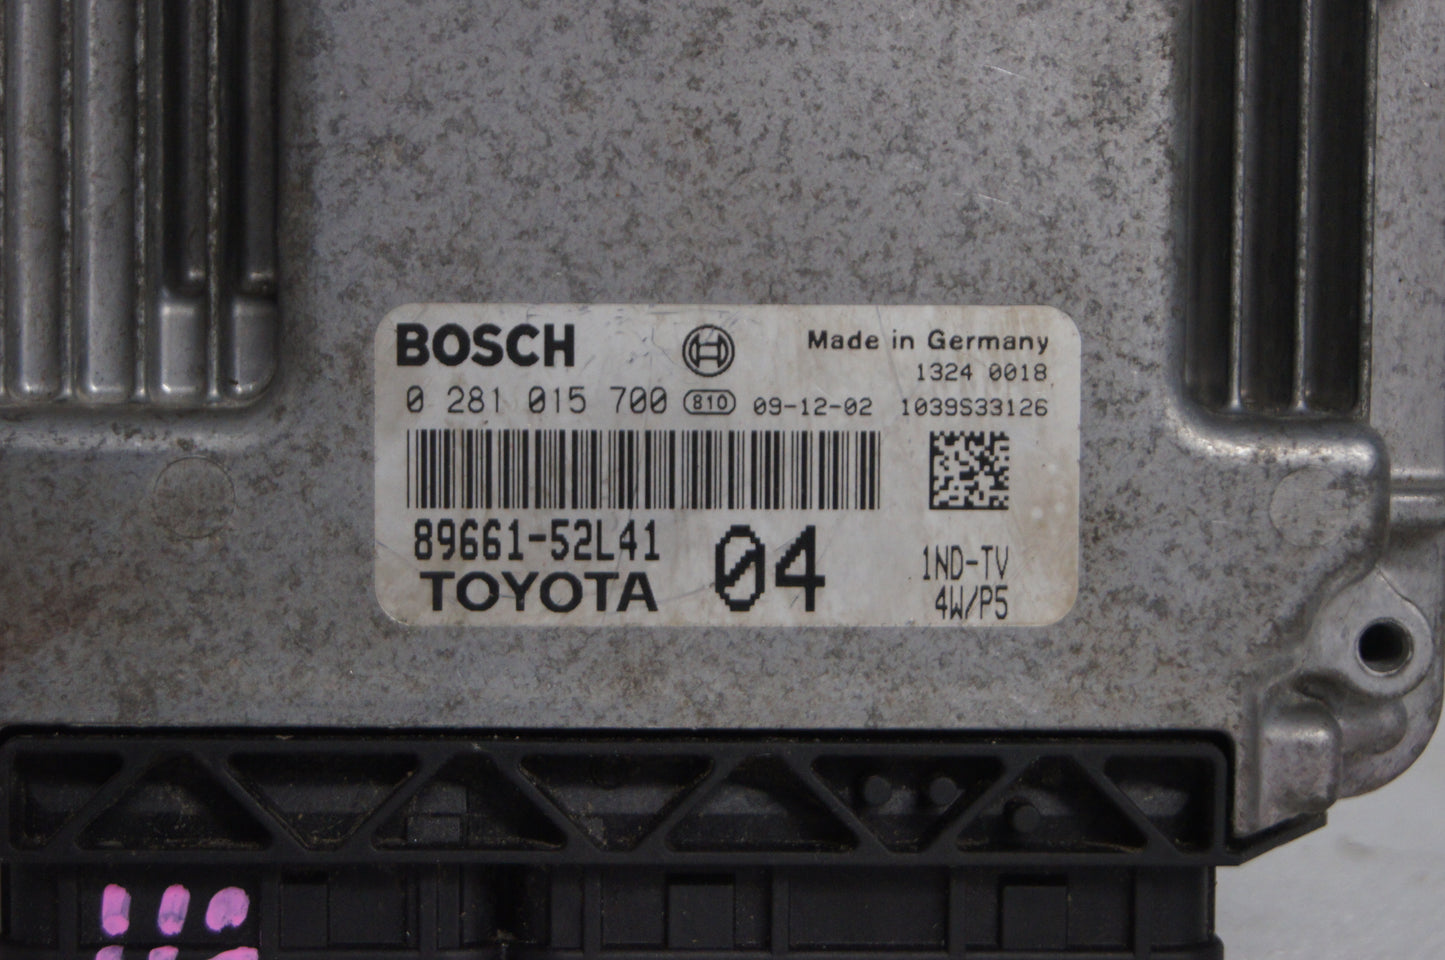 BOSCH
Made in Germany
1324 0018
0 281 015 700 810 09-12-02 1039S33126
89661-52L41
TOYOTA
04
1ND-TV
4W/P5